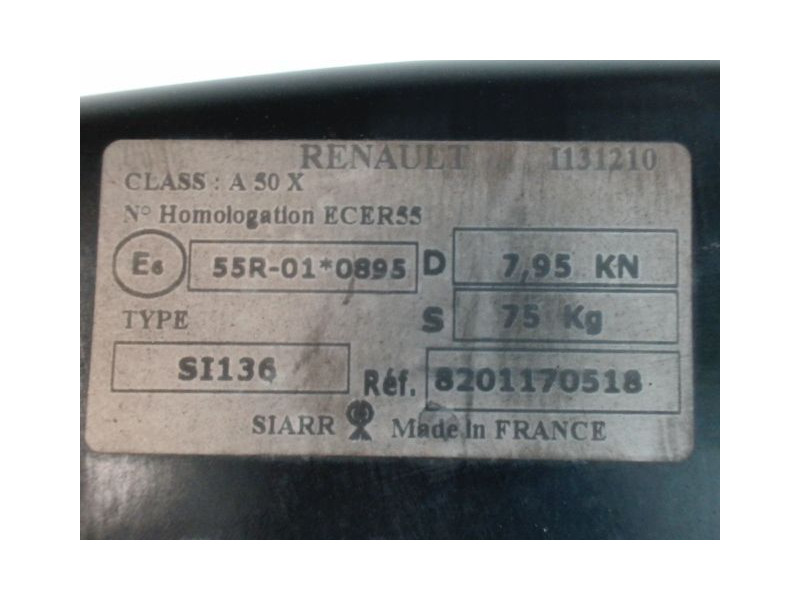 RENAULT I131210
CLASS : A 50 X
N° Homologation ECER55
E6 55R-01*0895 D 7,95 KN
TYPE S 75 Kg
SI136 Réf. 8201170518
SIARR Made in FRANCE